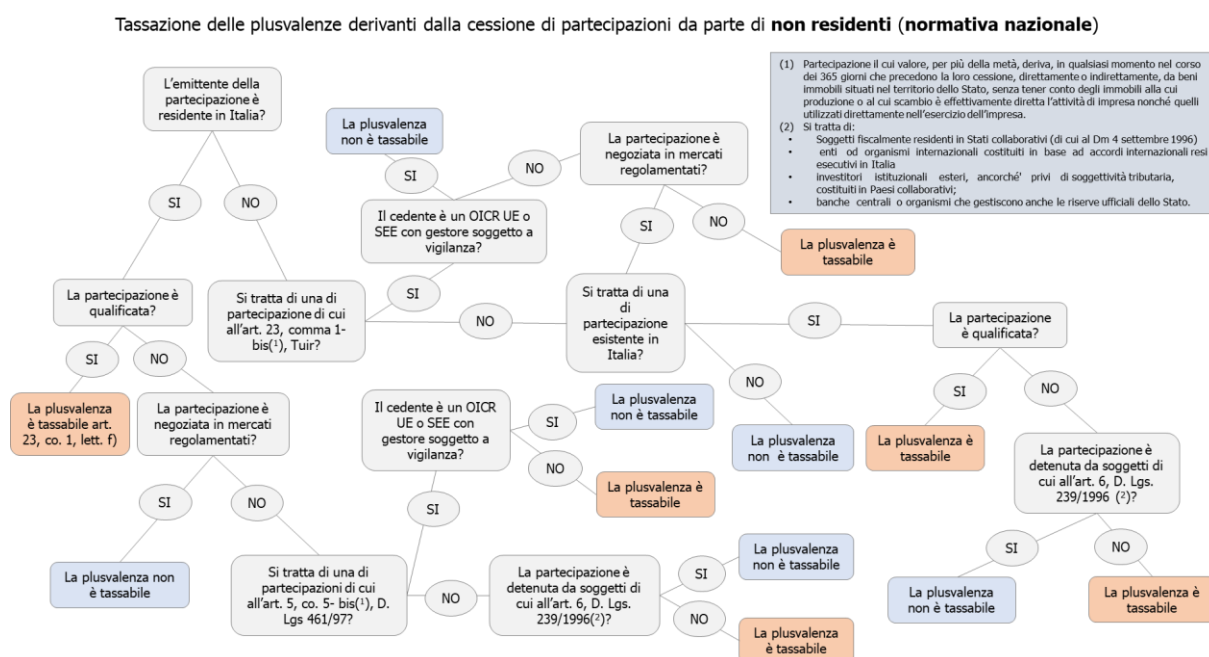 Tassazione delle plusvalenze derivanti dalla cessione di partecipazioni da parte di non residenti (normativa nazionale)
(1) Partecipazione il cui valore, per più della metà, deriva, in qualsiasi momento nel corso
dei 365 giorni che precedono la loro cessione, direttamente o indirettamente, da beni
immobili situati nel territorio dello Stato, senza tener conto degli immobili alla cui
produzione o al cui scambio è effettivamente diretta l'attività di impresa nonché quelli
utilizzati direttamente nell'esercizio dell'impresa.
(2) Si tratta di:
• Soggetti fiscalmente residenti in Stati collaborativi (di cui al Dm 4 settembre 1996)
• enti od organismi internazionali costituiti in base ad accordi internazionali resi
esecutivi in Italia
• investitori istituzionali esteri, ancorché' privi di soggettività tributaria,
costituiti in Paesi collaborativi;
• banche centrali o organismi che gestiscono anche le riserve ufficiali dello Stato.
L'emittente della
partecipazione è
residente in Italia?
SI
NO
La plusvalenza
non è tassabile
SI
NO
La partecipazione è
negoziata in mercati
regolamentati?
SI
NO
La plusvalenza è
tassabile
Il cedente è un OICR UE o
SEE con gestore soggetto a
vigilanza?
SI
La partecipazione è
qualificata?
Si tratta di una di
partecipazione di cui
all'art. 23, comma 1-
bis(¹), Tuir?
NO
Si tratta di una
di
partecipazione
esistente in
Italia?
SI
La partecipazione
è qualificata?
SI
NO
NO
SI
NO
La plusvalenza
è tassabile art.
23, co. 1, lett. f)
La partecipazione è
negoziata in mercati
regolamentati?
Il cedente è un OICR
UE o SEE con
gestore soggetto a
vigilanza?
SI
La plusvalenza
non è tassabile
NO
La plusvalenza è
tassabile
La plusvalenza
non è tassabile
La plusvalenza è
tassabile
La partecipazione è
detenuta da soggetti di
cui all'art. 6, D. Lgs.
239/1996 (²)?
SI
NO
SI
SI
NO
La plusvalenza non
è tassabile
Si tratta di una di
partecipazioni di cui
all'art. 5, co. 5- bis(¹), D.
Lgs 461/97?
NO
La partecipazione è
detenuta da soggetti di
cui all'art. 6, D. Lgs.
239/1996(²)?
SI
La plusvalenza
non è tassabile
NO
La plusvalenza
è tassabile
La plusvalenza
non è tassabile
La plusvalenza è
tassabile